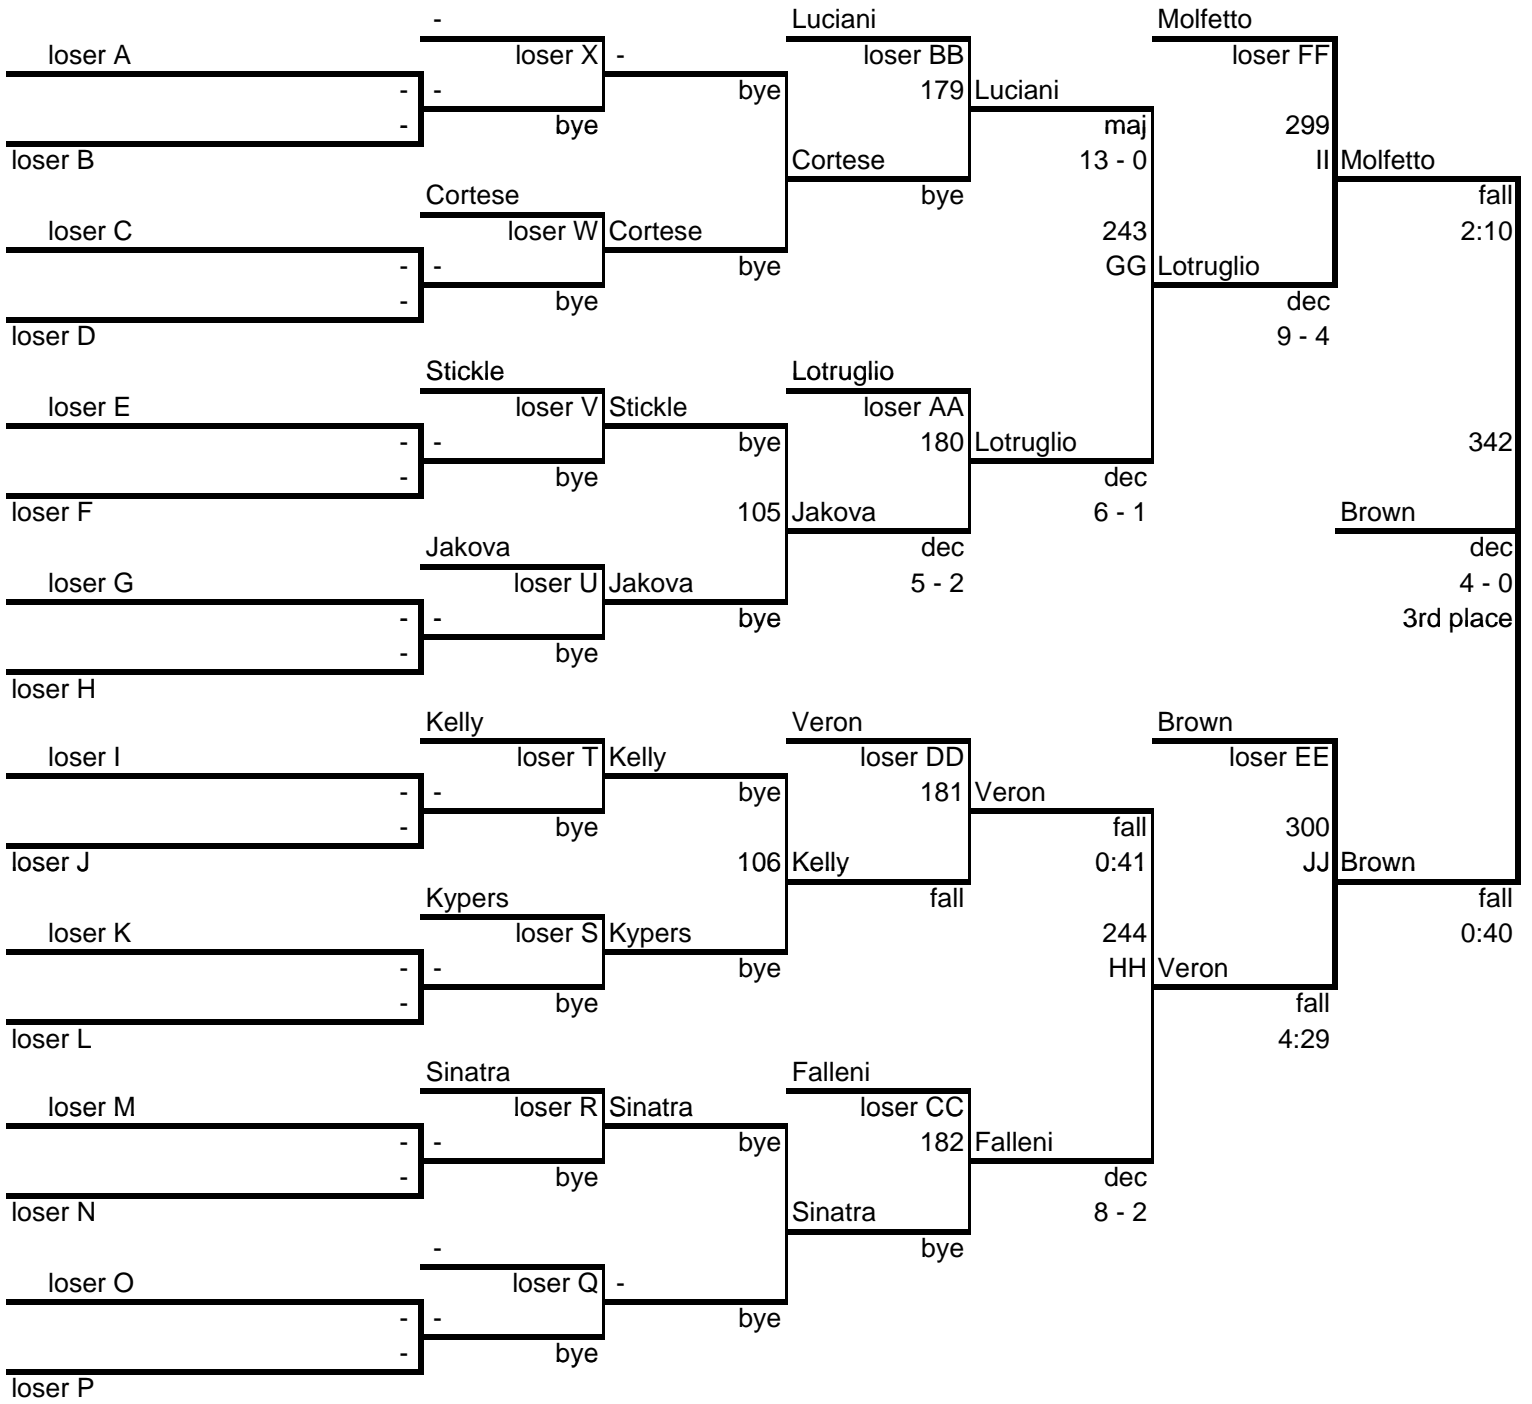 - Luciani Molfetto
loser A loser X - loser BB loser FF
- - bye 179 Luciani
- bye maj 299
loser B Cortese 13 - 0 II Molfetto
Cortese bye fall
loser C loser W Cortese 243 2:10
- - bye GG Lotruglio
- bye dec
loser D 9 - 4
Stickle Lotruglio
loser E loser V Stickle loser AA
- - bye 180 Lotruglio 342
- bye dec
loser F 105 Jakova 6 - 1 Brown
Jakova dec dec
loser G loser U Jakova 5 - 2 4 - 0
- - bye 3rd place
- bye
loser H
Kelly Veron Brown
loser I loser T Kelly loser DD loser EE
- - bye 181 Veron
- bye fall 300
loser J 106 Kelly 0:41 JJ Brown
Kypers fall fall
loser K loser S Kypers 244 0:40
- - bye HH Veron
- bye fall
loser L 4:29
Sinatra Falleni
loser M loser R Sinatra loser CC
- - bye 182 Falleni
- bye dec
loser N Sinatra 8 - 2
- bye
loser O loser Q -
- - bye
- bye
loser P